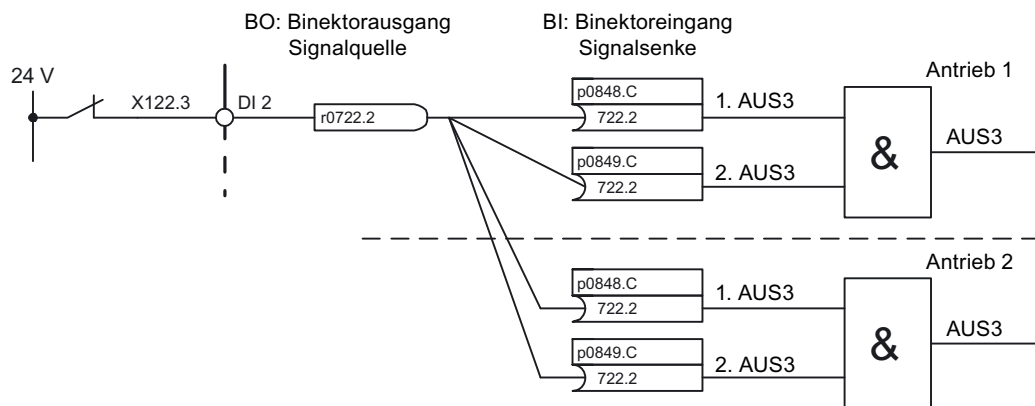 BO: Binektorausgang
Signalquelle
BI: Binektoreingang
Signalsenke
24 V
X122.3
DI 2
r0722.2
Antrieb 1
p0848.C
722.2
1. AUS3
p0849.C
722.2
2. AUS3
&
AUS3
Antrieb 2
p0848.C
722.2
1. AUS3
p0849.C
722.2
2. AUS3
&
AUS3